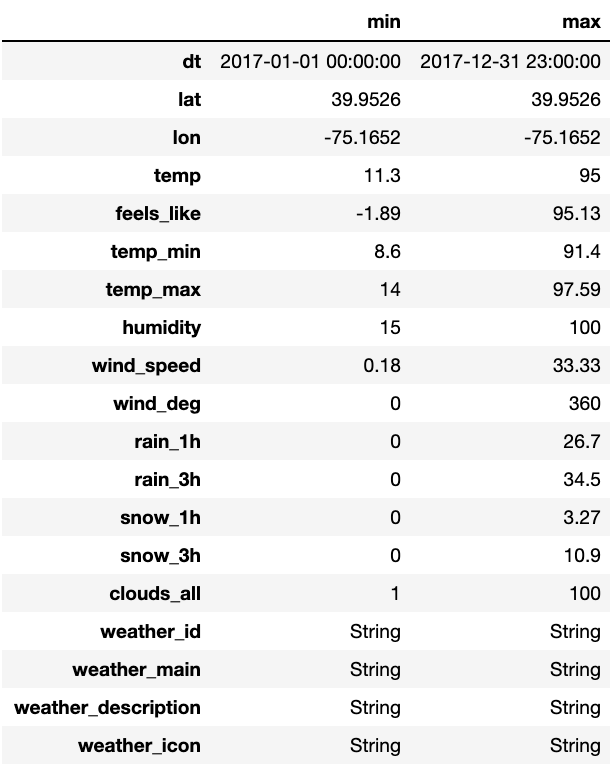 min max
dt 2017-01-01 00:00:00 2017-12-31 23:00:00
lat 39.9526 39.9526
lon -75.1652 -75.1652
temp 11.3 95
feels_like -1.89 95.13
temp_min 8.6 91.4
temp_max 14 97.59
humidity 15 100
wind_speed 0.18 33.33
wind_deg 0 360
rain_1h 0 26.7
rain_3h 0 34.5
snow_1h 0 3.27
snow_3h 0 10.9
clouds_all 1 100
weather_id String String
weather_main String String
weather_description String String
weather_icon String String